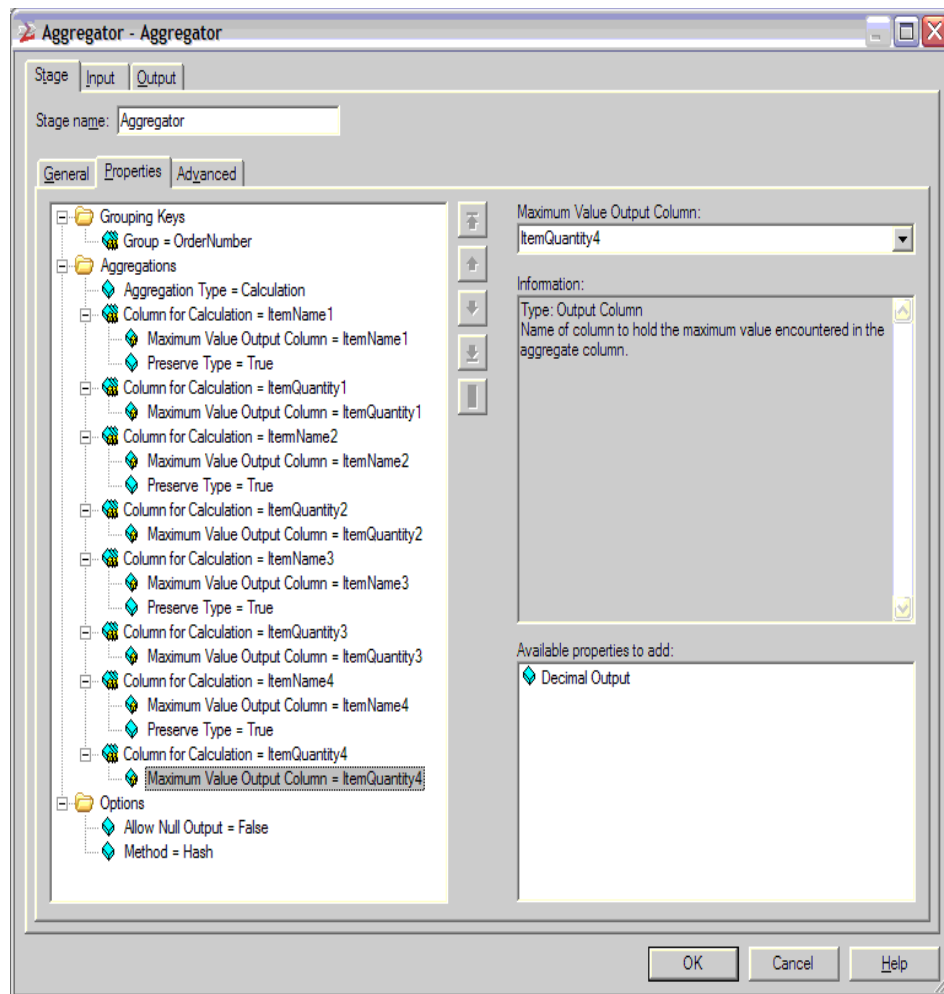 Aggregator - Aggregator
Stage Input Output
Stage name: Aggregator
General Properties Advanced
Grouping Keys
Group = OrderNumber
Aggregations
Aggregation Type = Calculation
Column for Calculation = ItemName1
Maximum Value Output Column = ItemName1
Preserve Type = True
Column for Calculation = ItemQuantity1
Maximum Value Output Column = ItemQuantity1
Column for Calculation = ItermName2
Maximum Value Output Column = ItemName2
Preserve Type = True
Column for Calculation = ItemQuantity2
Maximum Value Output Column = ItemQuantity2
Column for Calculation = ItemName3
Maximum Value Output Column = ItemName3
Preserve Type = True
Column for Calculation = ItemQuantity3
Maximum Value Output Column = ItemQuantity3
Column for Calculation = ItemName4
Maximum Value Output Column = ItemName4
Preserve Type = True
Column for Calculation = ItemQuantity4
Maximum Value Output Column = ItemQuantity4
Options
Allow Null Output = False
Method = Hash
Maximum Value Output Column:
ItemQuantity4
Information:
Type: Output Column
Name of column to hold the maximum value encountered in the
aggregate column.
Available properties to add:
Decimal Output
OK Cancel Help